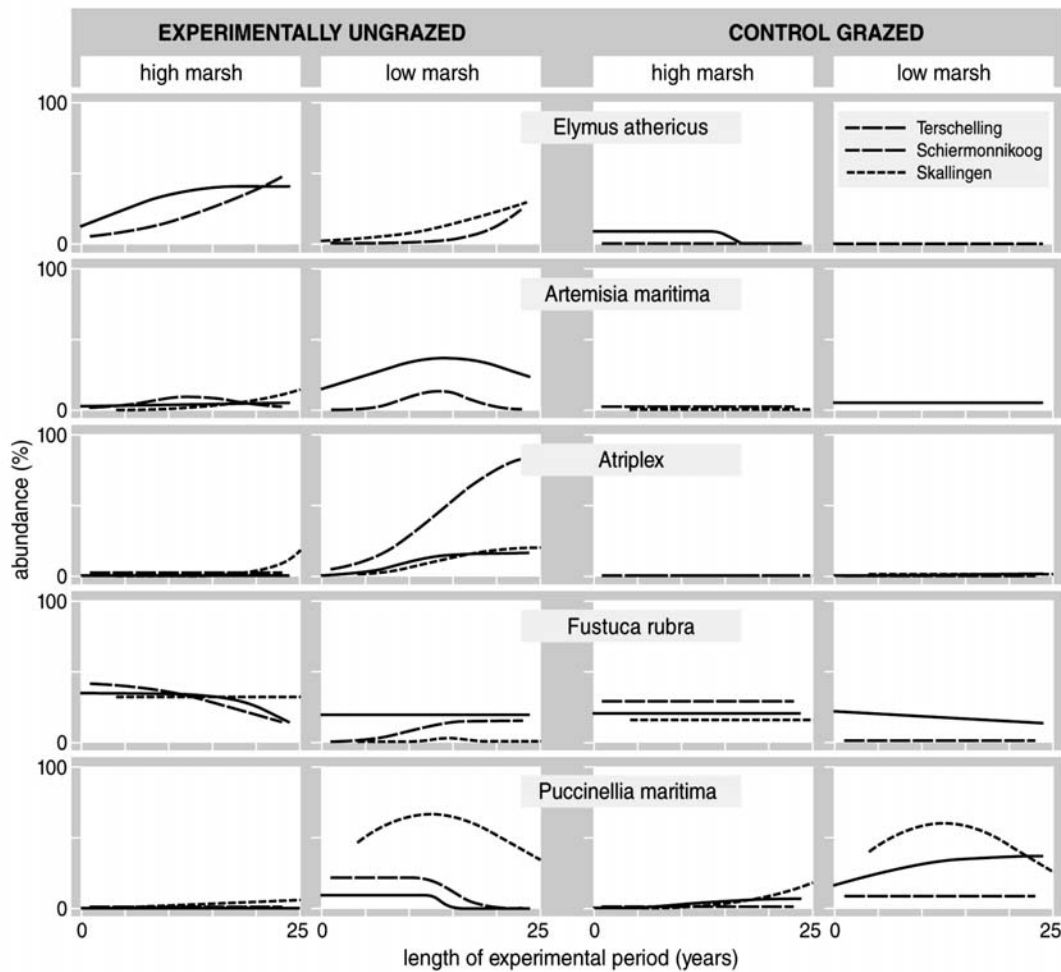 EXPERIMENTALLY UNGRAZED CONTROL GRAZED
high marsh low marsh high marsh low marsh
100
Elymus athericus
Terschelling
Schiermonnikoog
Skallingen
0
100
Artemisia maritima
0
100
Atriplex
0
100
Fustuca rubra
0
100
Puccinellia maritima
0
abundance (%)
0 25 0 25 0 25 0 25
length of experimental period (years)